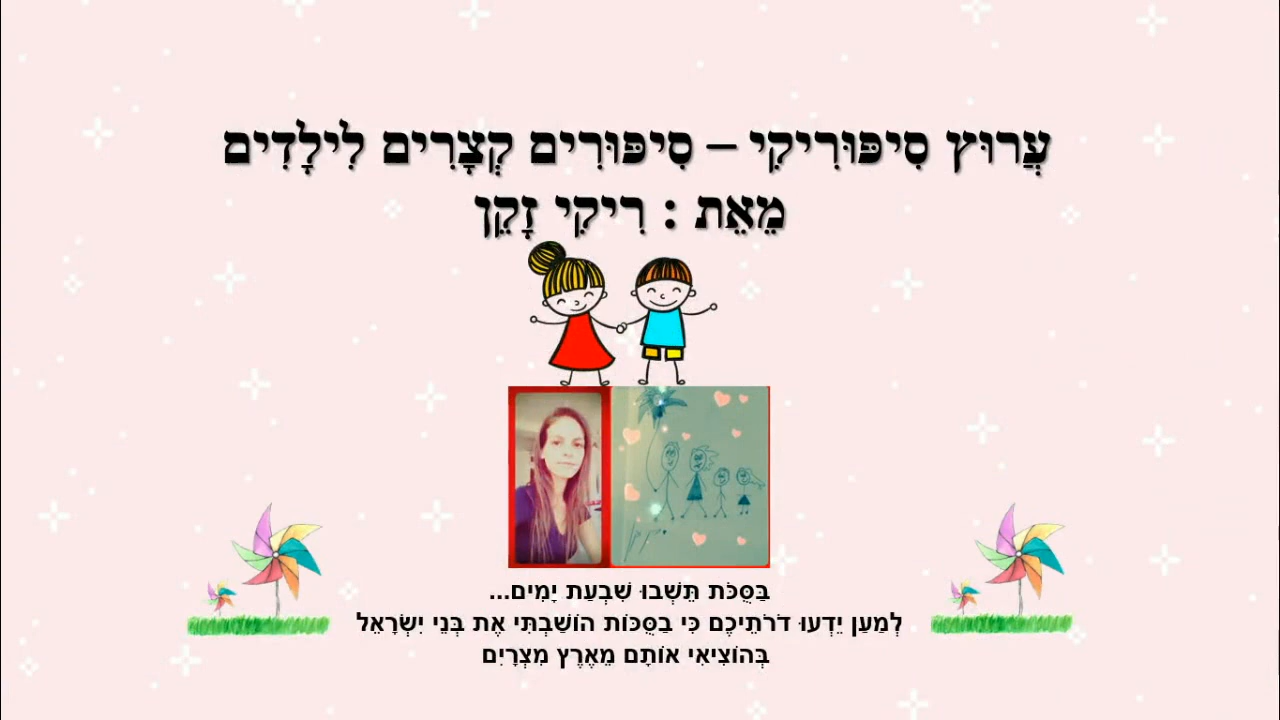 עֲרוּץ סִיפּוּרִיקִי – סִיפּוּרִים קְצָרִים לִילָדִים
מֵאֵת : רִיקִי זָקֵן
בַּסֻּכֹּת תֵּשְׁבוּ שִׁבְעַת יָמִים...
לְמַעַן יֵדְעוּ דֹרֹתֵיכֶם כִּי בַסֻּכּוֹת הוֹשַׁבְתִּי אֶת בְּנֵי יִשְׂרָאֵל
בְּהוֹצִיאִי אוֹתָם מֵאֶרֶץ מִצְרָיִם